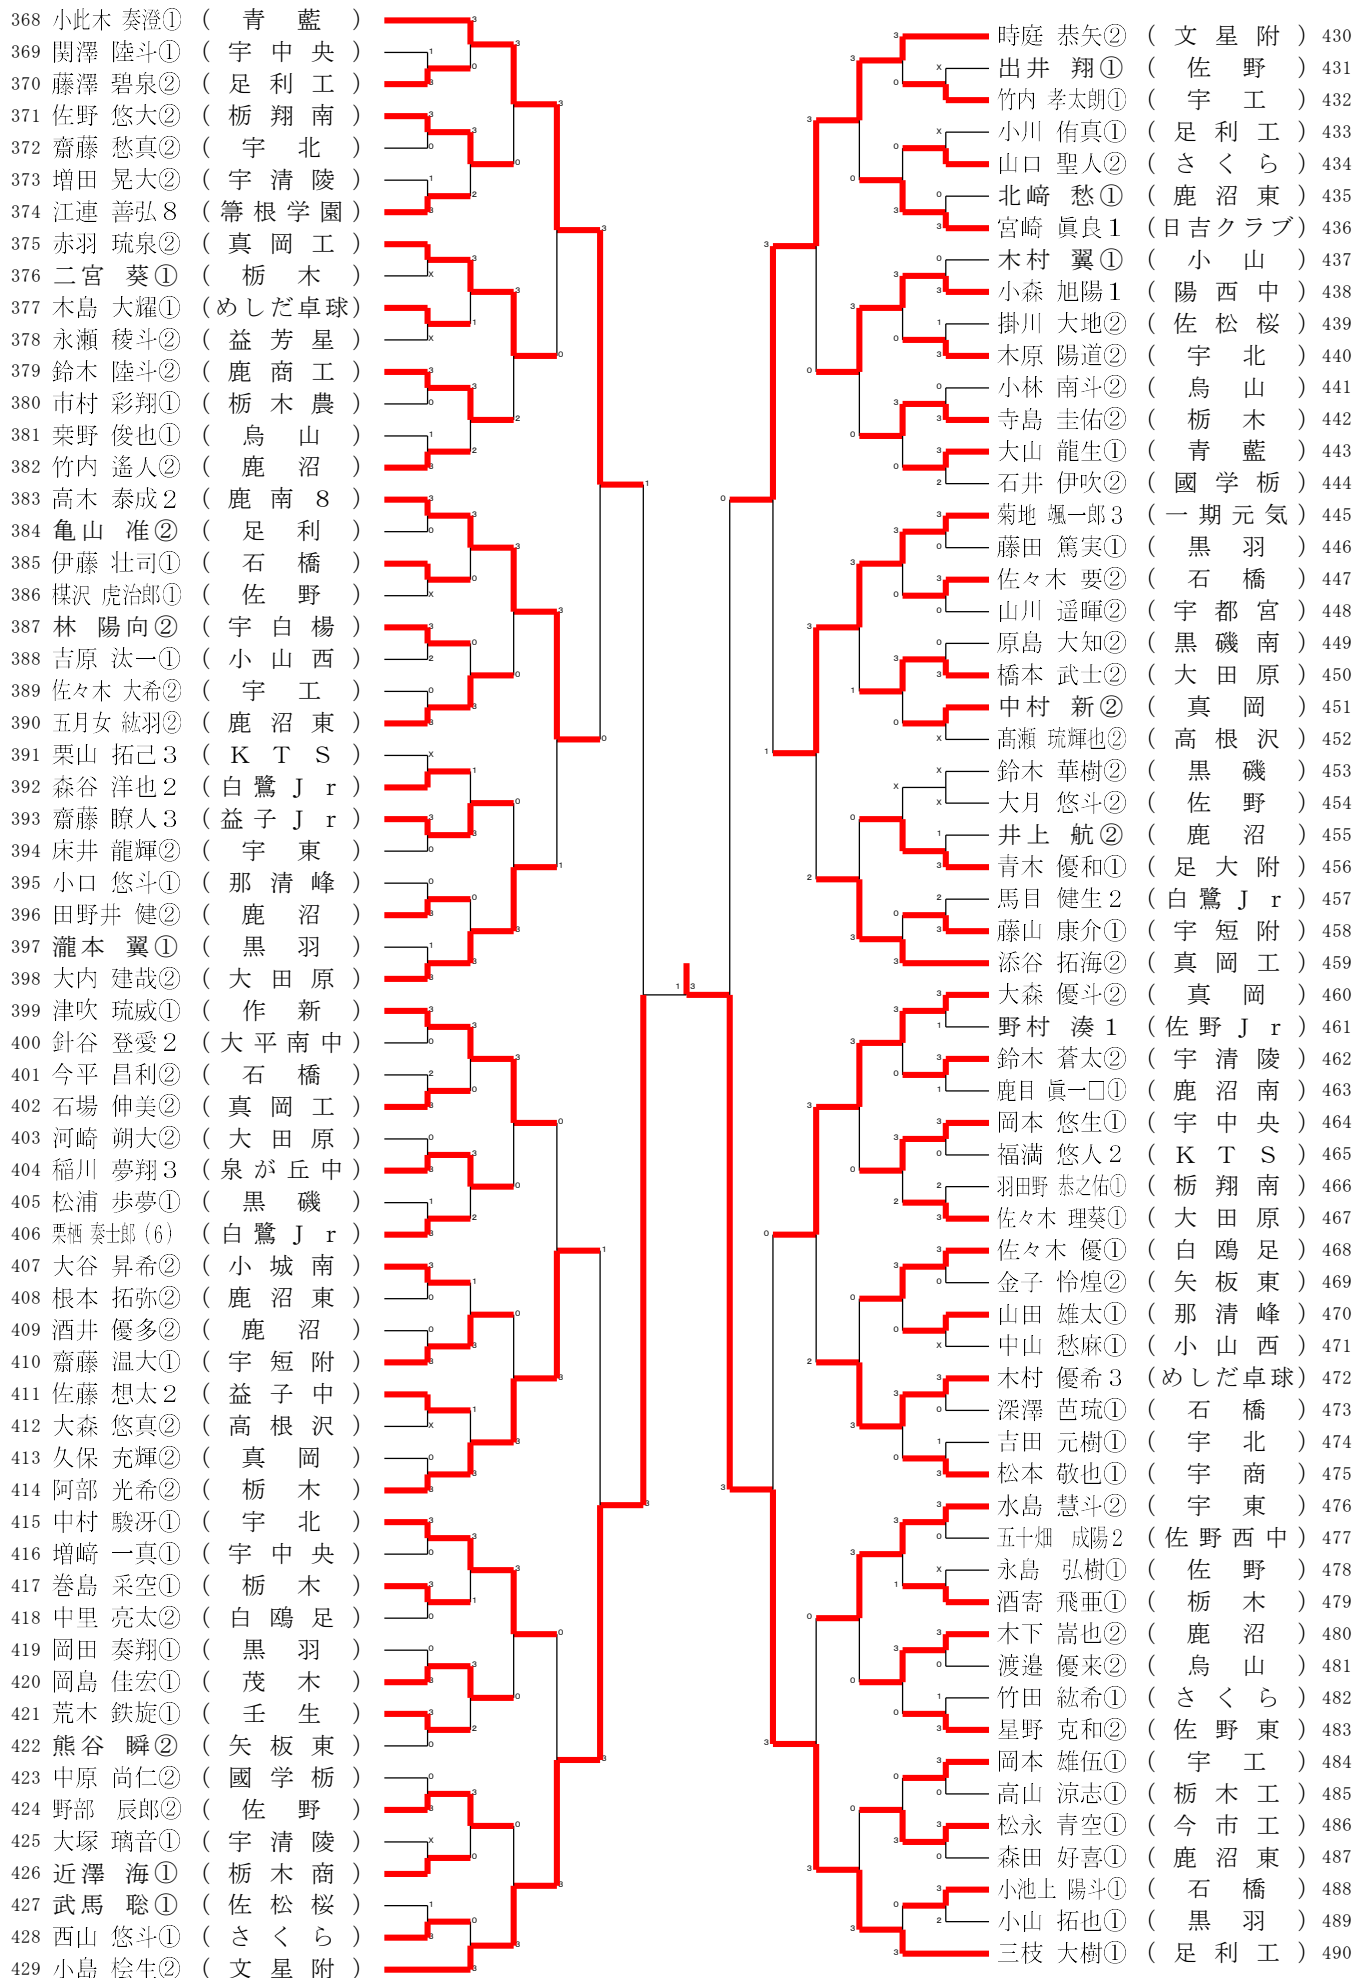 368 小此木 奏澄① ( 青 藍 )
369 関澤 陸斗① ( 宇 中 央 )
370 藤澤 碧泉② ( 足 利 工 )
371 佐野 悠大② ( 栃 翔 南 )
372 齋藤 愁真② ( 宇 北 )
373 増田 晃大② ( 宇 清 陵 )
374 江連 善弘8 ( 箒 根 学 園 )
375 赤羽 琉泉② ( 真 岡 工 )
376 二宮 葵① ( 栃 木 )
377 木島 大耀① (めしだ卓球)
378 永瀬 稜斗② ( 益 芳 星 )
379 鈴木 陸斗② ( 鹿 商 工 )
380 市村 彩翔① ( 栃 木 農 )
381 桒野 俊也① ( 烏 山 )
382 竹内 遙人② ( 鹿 沼 )
383 高木 泰成2 ( 鹿 南 8 )
384 亀山 准② ( 足 利 )
385 伊藤 壮司① ( 石 橋 )
386 楳沢 虎治郎① ( 佐 野 )
387 林 陽向② ( 宇 白 楊 )
388 吉原 汰一① ( 小 山 西 )
389 佐々木 大希② ( 宇 工 )
390 五月女 紘羽② ( 鹿 沼 東 )
391 栗山 拓己3 ( K T S )
392 森谷 洋也2 ( 白 鷺 J r )
393 齋藤 瞭人3 ( 益 子 J r )
394 床井 龍輝② ( 宇 東 )
395 小口 悠斗① ( 那 清 峰 )
396 田野井 健② ( 鹿 沼 )
397 瀧本 翼① ( 黒 羽 )
398 大内 建哉② ( 大 田 原 )
399 津吹 琉威① ( 作 新 )
400 針谷 登愛2 ( 大 平 南 中 )
401 今平 昌利② ( 石 橋 )
402 石場 伸美② ( 真 岡 工 )
403 河崎 朔大② ( 大 田 原 )
404 稲川 夢翔3 ( 泉 が 丘 中 )
405 松浦 歩夢① ( 黒 磯 )
406 栗栖 奏士郎(6) ( 白 鷺 J r )
407 大谷 昇希② ( 小 城 南 )
408 根本 拓弥② ( 鹿 沼 東 )
409 酒井 優多② ( 鹿 沼 )
410 齋藤 温大① ( 宇 短 附 )
411 佐藤 想太2 ( 益 子 中 )
412 大森 悠真② ( 高 根 沢 )
413 久保 充輝② ( 真 岡 )
414 阿部 光希② ( 栃 木 )
415 中村 駿冴① ( 宇 北 )
416 増﨑 一真① ( 宇 中 央 )
417 巻島 采空① ( 栃 木 )
418 中里 亮太② ( 白 鴎 足 )
419 岡田 奏翔① ( 黒 羽 )
420 岡島 佳宏① ( 茂 木 )
421 荒木 鉄旋① ( 壬 生 )
422 熊谷 瞬② ( 矢 板 東 )
423 中原 尚仁② ( 國 学 栃 )
424 野部 辰郎② ( 佐 野 )
425 大塚 璃音① ( 宇 清 陵 )
426 近澤 海① ( 栃 木 商 )
427 武馬 聡① ( 佐 松 桜 )
428 西山 悠斗① ( さ く ら )
429 小島 桧生② ( 文 星 附 )
時庭 恭矢② ( 文 星 附 ) 430
出井 翔① ( 佐 野 ) 431
竹内 孝太朗① ( 宇 工 ) 432
小川 侑真① ( 足 利 工 ) 433
山口 聖人② ( さ く ら ) 434
北﨑 愁① ( 鹿 沼 東 ) 435
宮崎 眞良1 (日吉クラブ) 436
木村 翼① ( 小 山 ) 437
小森 旭陽1 ( 陽 西 中 ) 438
掛川 大地② ( 佐 松 桜 ) 439
木原 陽道② ( 宇 北 ) 440
小林 南斗② ( 烏 山 ) 441
寺島 圭佑② ( 栃 木 ) 442
大山 龍生① ( 青 藍 ) 443
石井 伊吹② ( 國 学 栃 ) 444
菊地 颯一郎3 ( 一 期 元 気 ) 445
藤田 篤実① ( 黒 羽 ) 446
佐々木 要② ( 石 橋 ) 447
山川 遥暉② ( 宇 都 宮 ) 448
原島 大知② ( 黒 磯 南 ) 449
橋本 武士② ( 大 田 原 ) 450
中村 新② ( 真 岡 ) 451
髙瀬 琉輝也② ( 高 根 沢 ) 452
鈴木 華樹② ( 黒 磯 ) 453
大月 悠斗② ( 佐 野 ) 454
井上 航② ( 鹿 沼 ) 455
青木 優和① ( 足 大 附 ) 456
馬目 健生2 ( 白 鷺 J r ) 457
藤山 康介① ( 宇 短 附 ) 458
添谷 拓海② ( 真 岡 工 ) 459
大森 優斗② ( 真 岡 ) 460
野村 湊1 ( 佐 野 J r ) 461
鈴木 蒼太② ( 宇 清 陵 ) 462
鹿目 眞一□① ( 鹿 沼 南 ) 463
岡本 悠生① ( 宇 中 央 ) 464
福満 悠人2 ( K T S ) 465
羽田野 恭之佑① ( 栃 翔 南 ) 466
佐々木 理葵① ( 大 田 原 ) 467
佐々木 優① ( 白 鴎 足 ) 468
金子 怜煌② ( 矢 板 東 ) 469
山田 雄太① ( 那 清 峰 ) 470
中山 愁麻① ( 小 山 西 ) 471
木村 優希3 (めしだ卓球) 472
深澤 芭琉① ( 石 橋 ) 473
吉田 元樹① ( 宇 北 ) 474
松本 敬也① ( 宇 商 ) 475
水島 慧斗② ( 宇 東 ) 476
五十畑 成陽2 ( 佐 野 西 中 ) 477
永島 弘樹① ( 佐 野 ) 478
酒寄 飛亜① ( 栃 木 ) 479
木下 嵩也② ( 鹿 沼 ) 480
渡邉 優来② ( 烏 山 ) 481
竹田 紘希① ( さ く ら ) 482
星野 克和② ( 佐 野 東 ) 483
岡本 雄伍① ( 宇 工 ) 484
高山 涼志① ( 栃 木 工 ) 485
松永 青空① ( 今 市 工 ) 486
森田 好喜① ( 鹿 沼 東 ) 487
小池上 陽斗① ( 石 橋 ) 488
小山 拓也① ( 黒 羽 ) 489
三枝 大樹① ( 足 利 工 ) 490